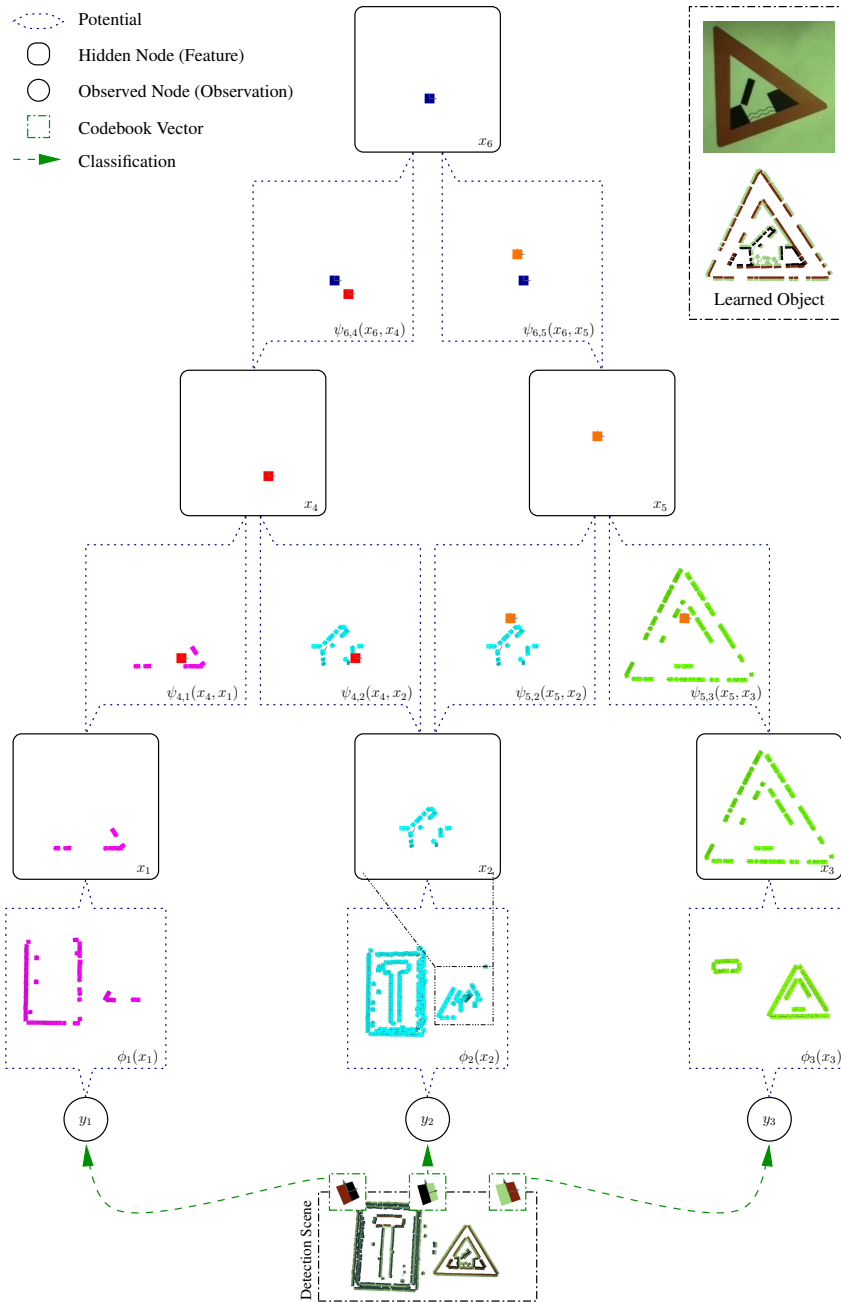 Potential
Hidden Node (Feature)
Observed Node (Observation)
Codebook Vector
Classification
x₆
Learned Object
ψ₆,₄(x₆, x₄)
ψ₆,₅(x₆, x₅)
x₄
x₅
ψ₄,₁(x₄, x₁)
ψ₄,₂(x₄, x₂)
ψ₅,₂(x₅, x₂)
ψ₅,₃(x₅, x₃)
x₁
x₂
x₃
ϕ₁(x₁)
ϕ₂(x₂)
ϕ₃(x₃)
y₁
y₂
y₃
Detection Scene